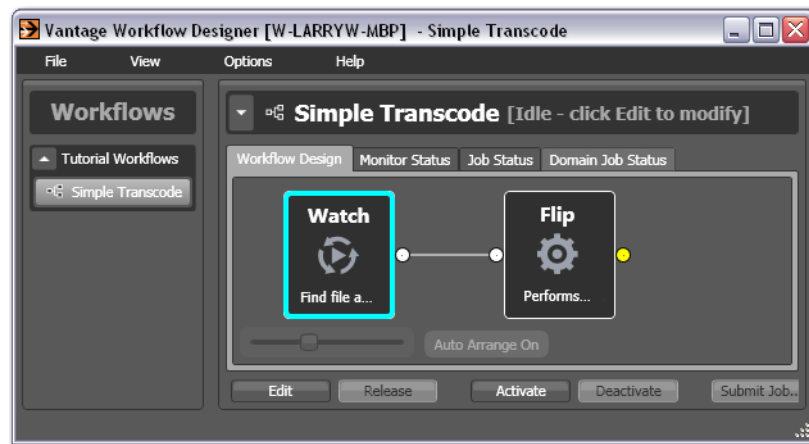 Vantage Workflow Designer [W-LARRYW-MBP] - Simple Transcode
File View Options Help
Workflows
Tutorial Workflows
Simple Transcode
Simple Transcode [Idle - click Edit to modify]
Workflow Design Monitor Status Job Status Domain Job Status
Watch
Find file a...
Flip
Performs...
Auto Arrange On
Edit Release Activate Deactivate Submit Job..